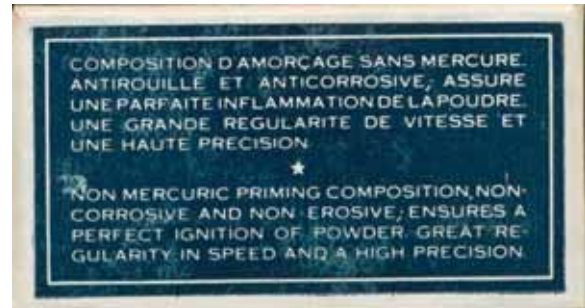 COMPOSITION D'AMORÇAGE SANS MERCURE.
ANTIROUILLE ET ANTICORROSIVE; ASSURE
UNE PARFAITE INFLAMMATION DE LA POUDRE.
UNE GRANDE REGULARITE DE VITESSE ET
UNE HAUTE PRECISION
NON MERCURIC PRIMING COMPOSITION, NON-
CORROSIVE AND NON EROSIVE; ENSURES A
PERFECT IGNITION OF POWDER. GREAT RE-
GULARITY IN SPEED AND A HIGH PRECISION.